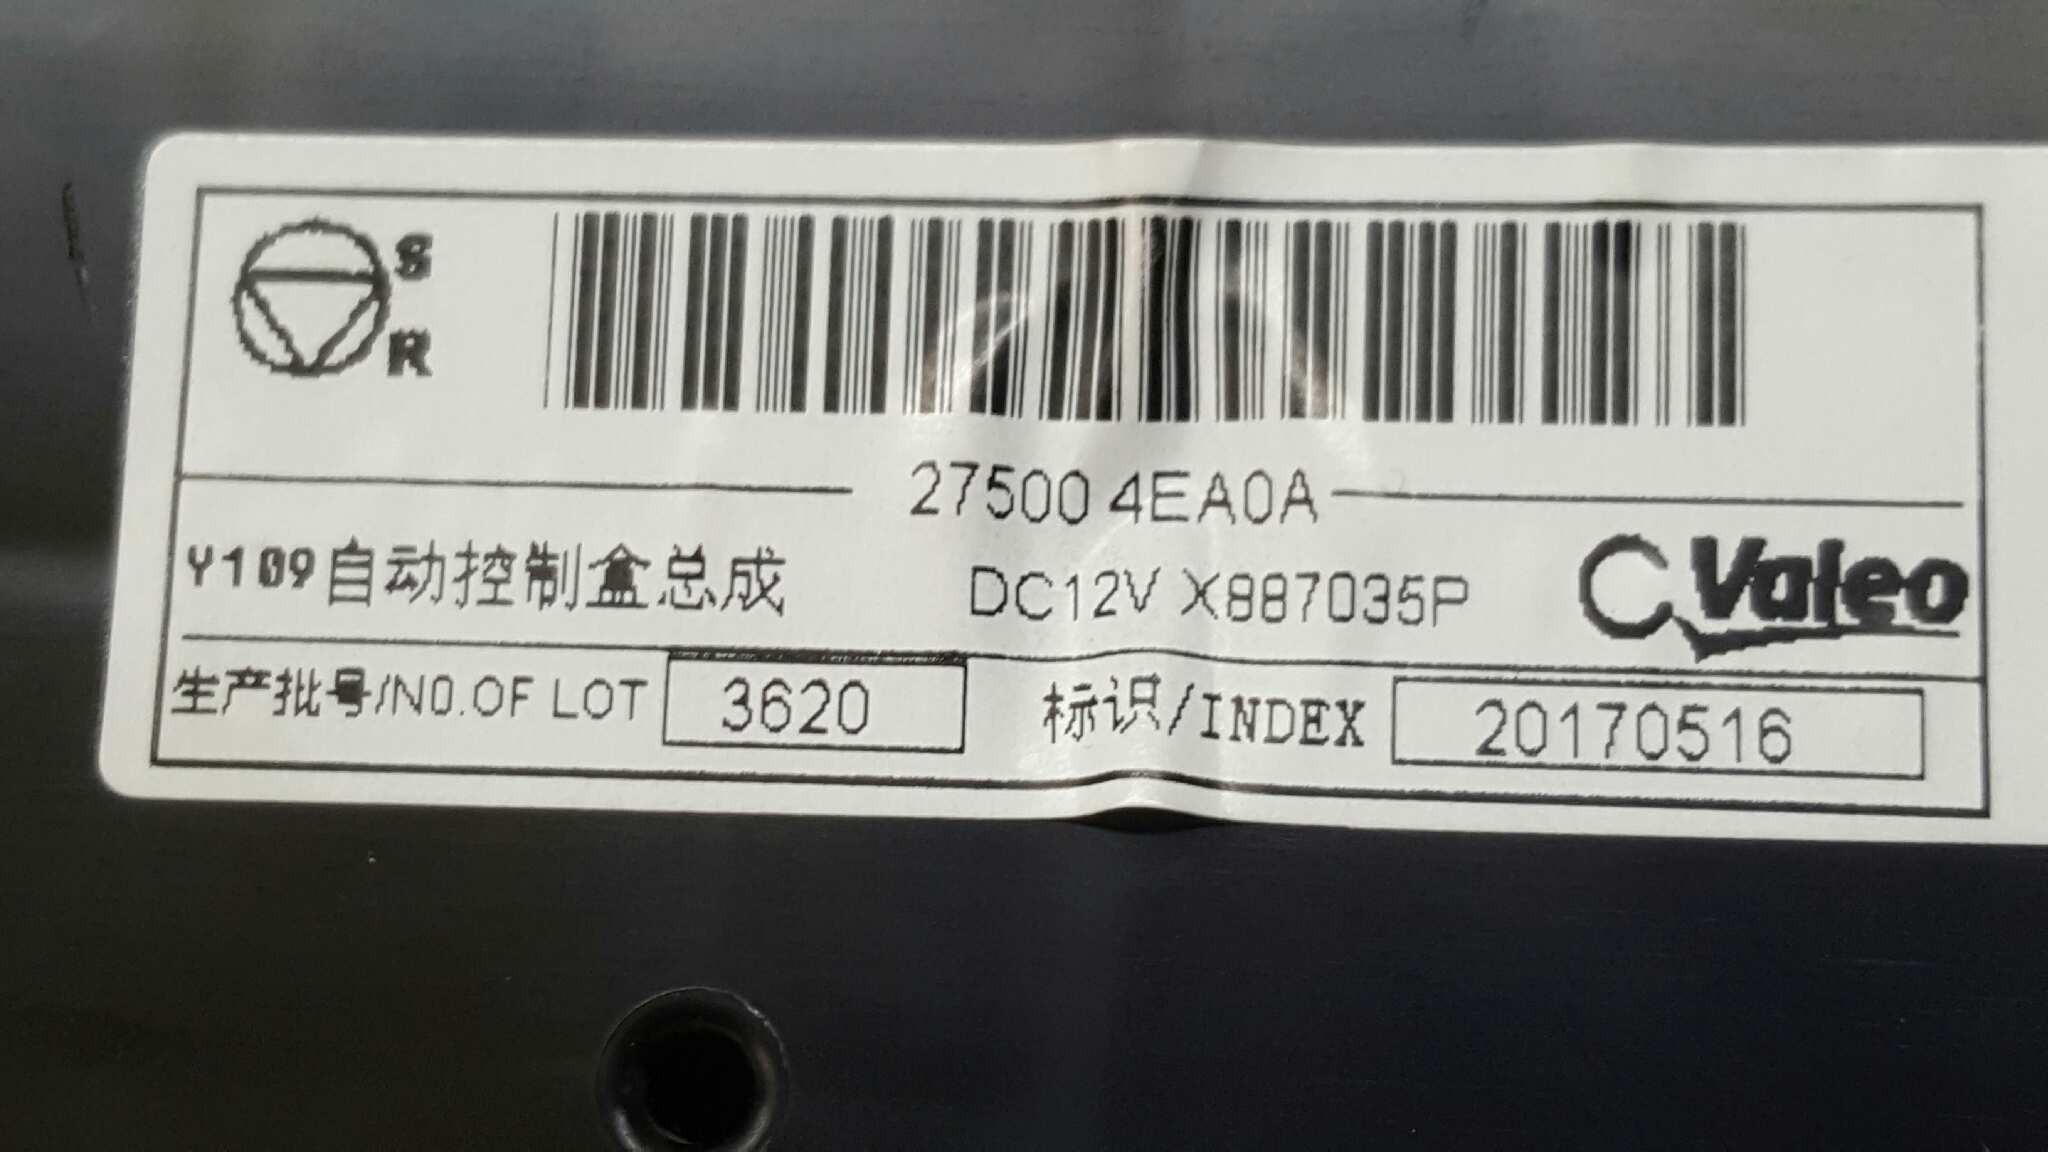 S
R
27500 4EA0A
Y109自动控制盒总成 DC12V X887035P Valeo
生产批号/NO.OF LOT 3620 标识/INDEX 20170516